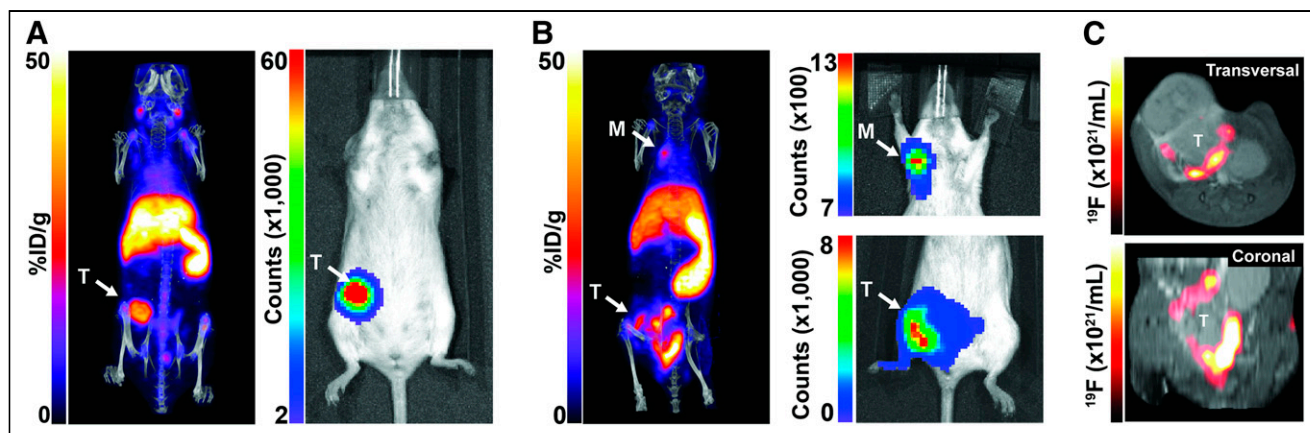 A
50
%ID/g
0
T
60
Counts (x1,000)
2
T
B
50
%ID/g
0
M
T
13
Counts (x100)
7
M
8
Counts (x1,000)
0
T
C
Transversal
¹⁹F (x10²¹/mL)
T
Coronal
¹⁹F (x10²¹/mL)
T